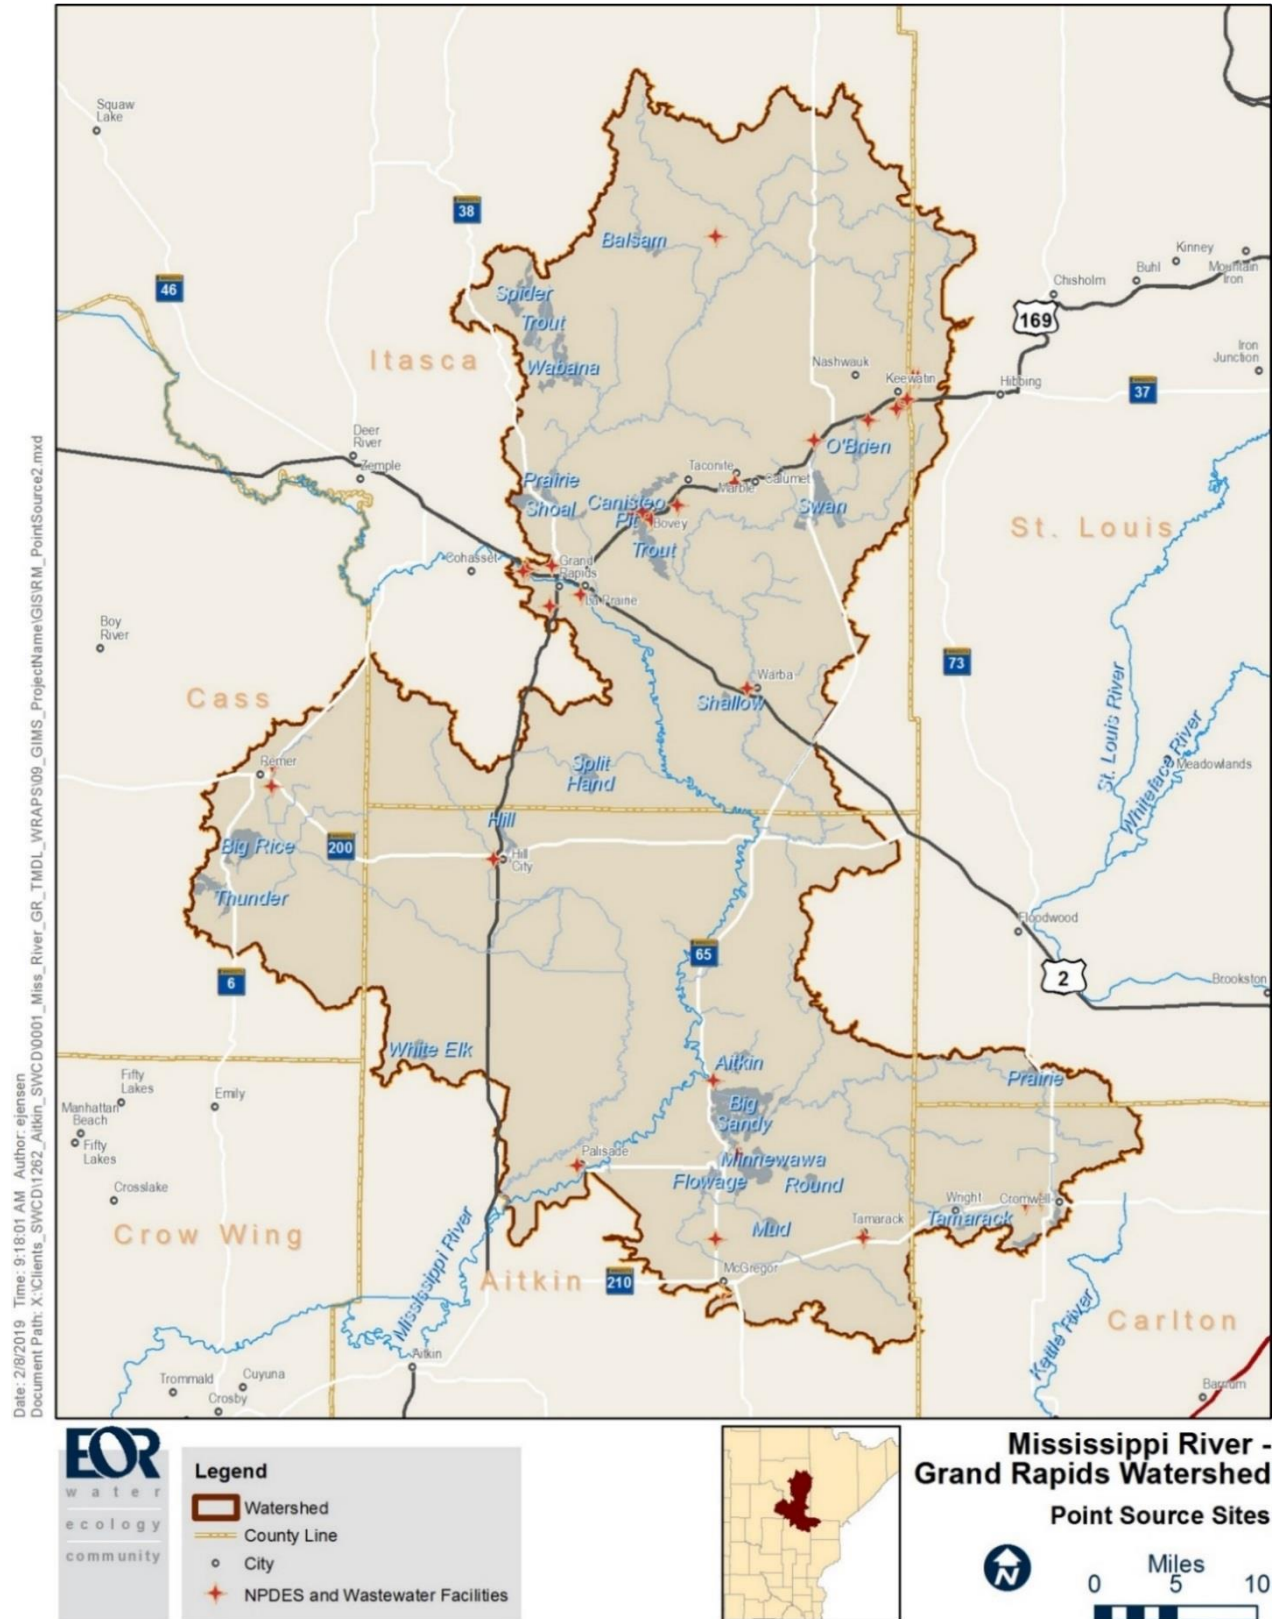 Squaw
Lake
38
Kinney
Buhl
Mountain
Iron
Chisholm
46
Balsam
Spider
Trout
Wabana
169
Itasca
Nashwauk
Keewatin
Hibbing
Iron
Junction
37
Deer
River
Zemple
O'Brien
Taconite
Marble
Calumet
Prairie
Shoal
Canisteo
Pit
Bovey
Trout
Swan
St. Louis
Cohasset
Grand
Rapids
La Prairie
Boy
River
73
Cass
Warba
Shallow
St. Louis River
Whiteface River
Meadowlands
Remer
Split
Hand
Hill
Big Rice
200
Hill
City
Thunder
Floodwood
65
6
2
Brookston
White Elk
Aitkin
Prairie
Fifty
Lakes
Manhattan
Beach
Fifty
Lakes
Emily
Big
Sandy
Crosslake
Palisade
Minnewawa
Flowage
Round
Wright
Cromwell
Tamarack
Tamarack
Mud
Crow Wing
Mississippi River
Aitkin
210
McGregor
Kettle River
Carlton
Aitkin
Trommald
Cuyuna
Crosby
Barnum
Date: 2/8/2019 Time: 9:18:01 AM Author: ejensen
Document Path: X:\Clients_SWCD\1262_Aitkin_SWCD\0001_Miss_River_GR_TMDL_WRAPS\09_GIMS_ProjectName\GIS\RM_PointSource2.mxd
EOR
water
ecology
community
Legend
Watershed
County Line
City
NPDES and Wastewater Facilities
Mississippi River -
Grand Rapids Watershed
Point Source Sites
N
Miles
0 5 10